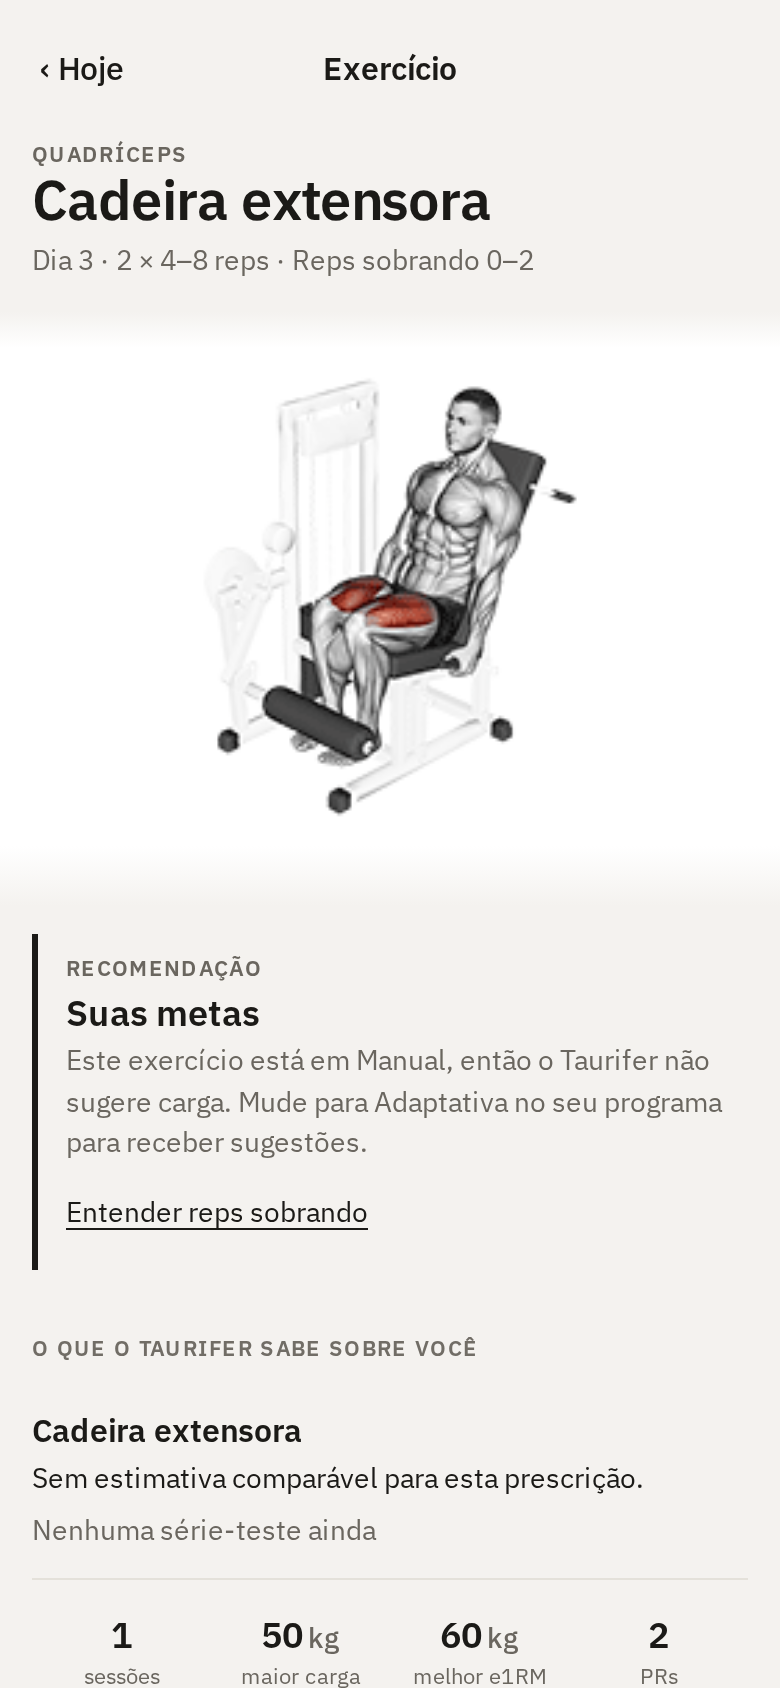 ‹ Hoje
Exercício
QUADRÍCEPS
Cadeira extensora
Dia 3 · 2 × 4–8 reps · Reps sobrando 0–2
RECOMENDAÇÃO
Suas metas
Este exercício está em Manual, então o Taurifer não
sugere carga. Mude para Adaptativa no seu programa
para receber sugestões.
Entender reps sobrando
O QUE O TAURIFER SABE SOBRE VOCÊ
Cadeira extensora
Sem estimativa comparável para esta prescrição.
Nenhuma série-teste ainda
1 50 kg 60 kg 2
sessões maior carga melhor e1RM PRs